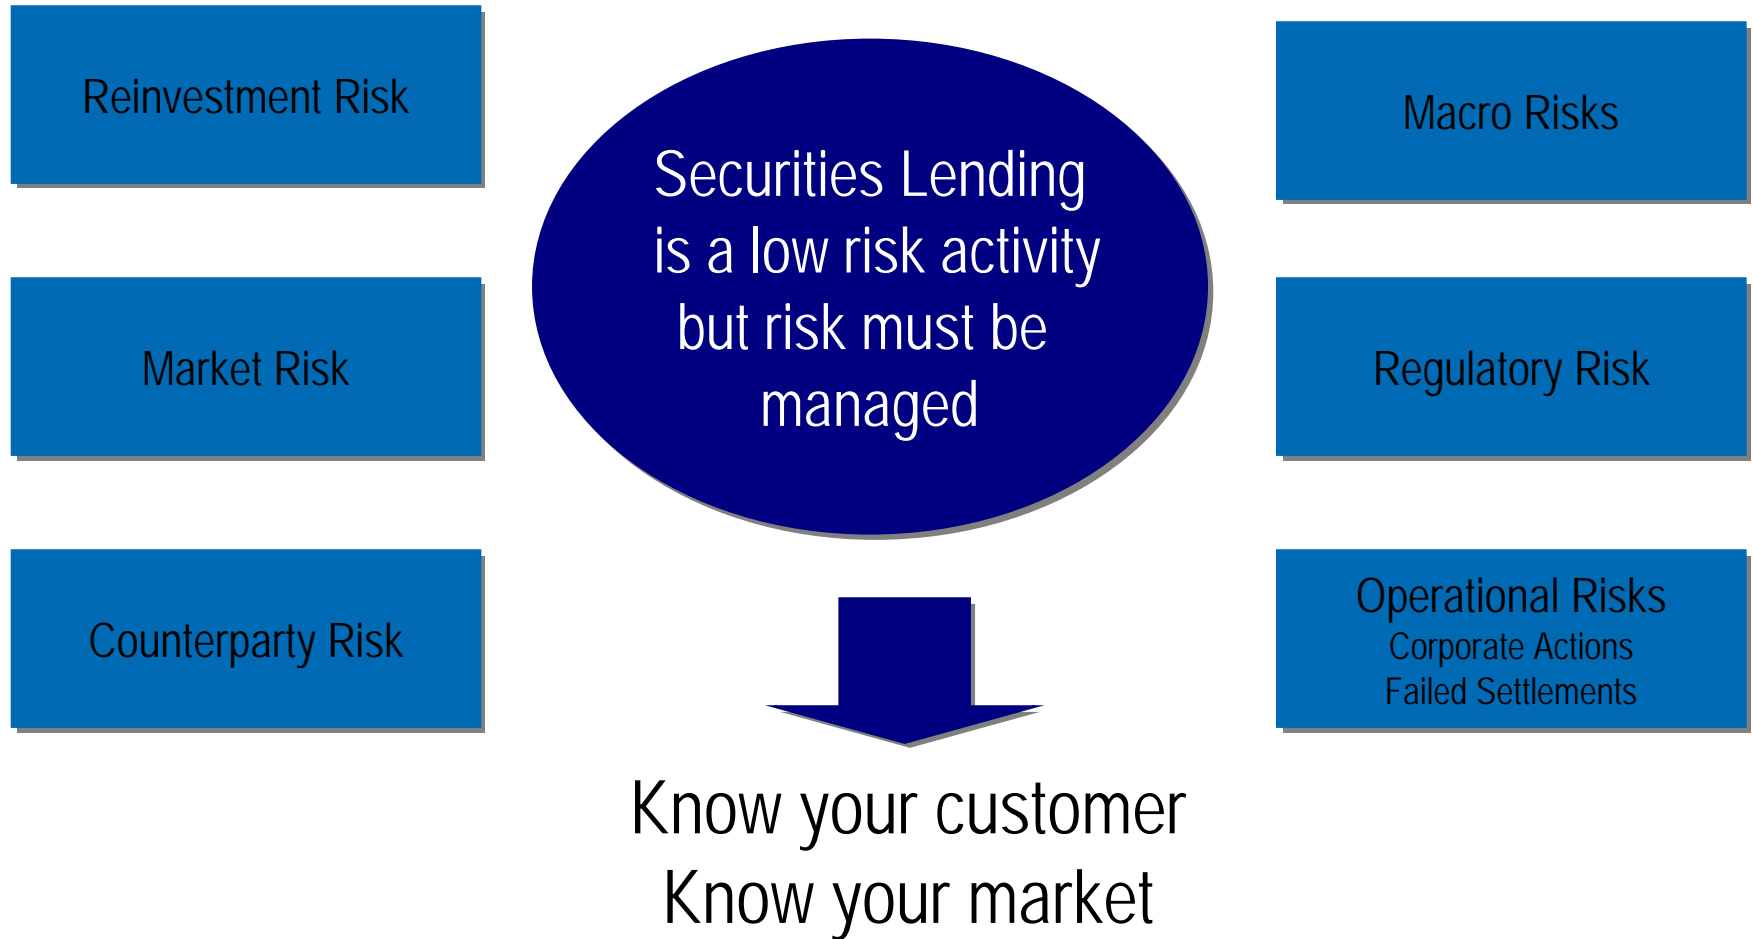 Reinvestment Risk
Market Risk
Counterparty Risk
Securities Lending
is a low risk activity
but risk must be
managed
Macro Risks
Regulatory Risk
Operational Risks
Corporate Actions
Failed Settlements
Know your customer
Know your market